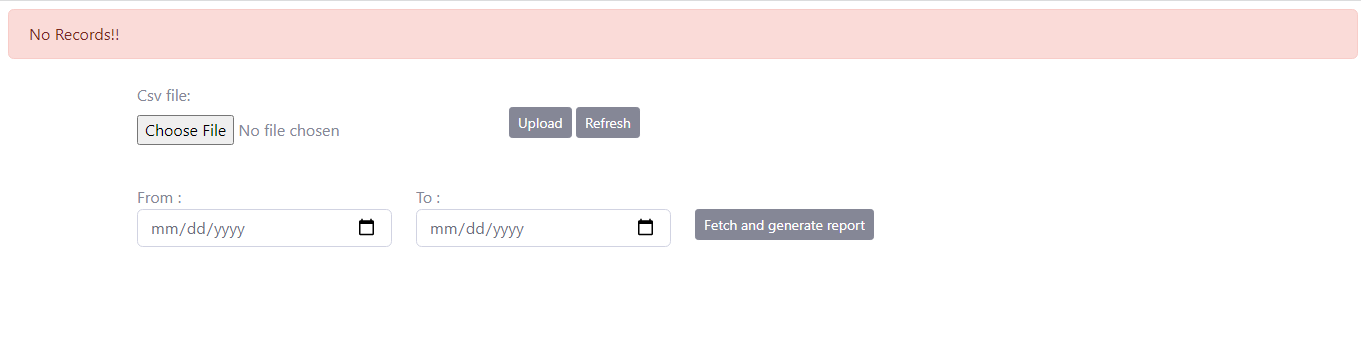 No Records!!
Csv file:
Choose File No file chosen
Upload Refresh
From :
To :
mm/dd/yyyy
mm/dd/yyyy
Fetch and generate report